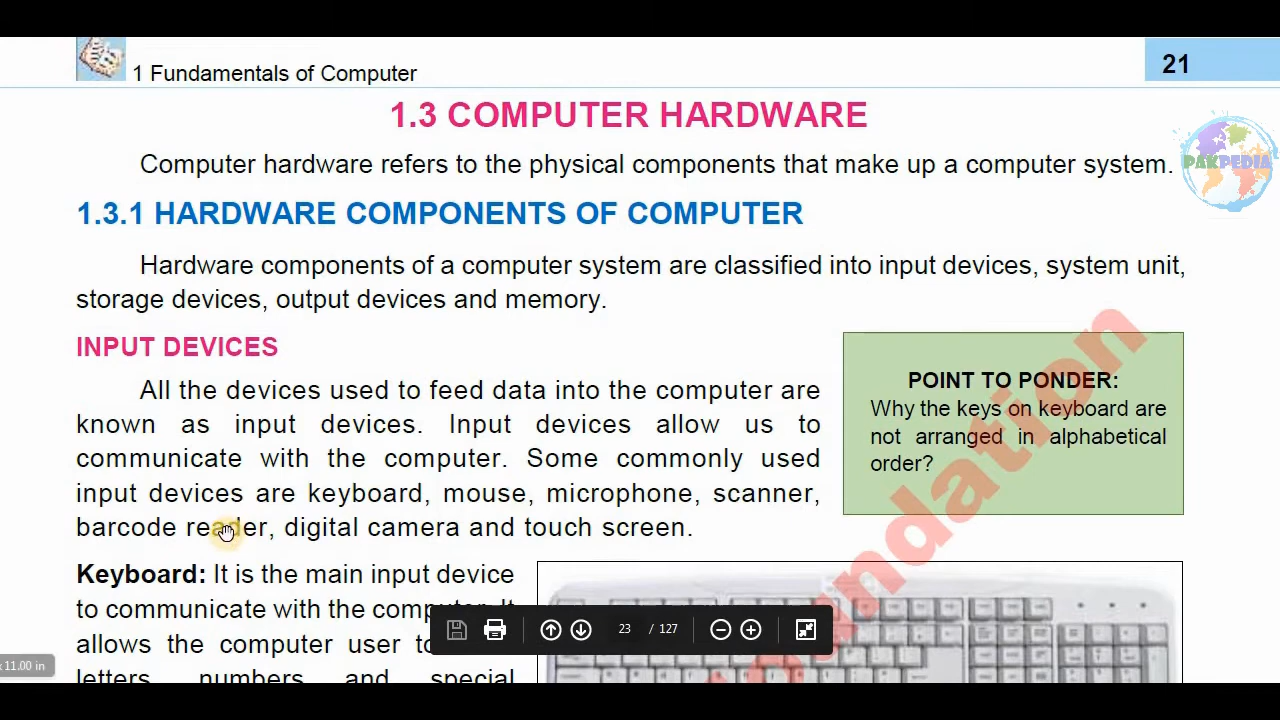 1 Fundamentals of Computer
21
1.3 COMPUTER HARDWARE
Computer hardware refers to the physical components that make up a computer system.
PAKPEDIA
1.3.1 HARDWARE COMPONENTS OF COMPUTER
Hardware components of a computer system are classified into input devices, system unit,
storage devices, output devices and memory.
INPUT DEVICES
All the devices used to feed data into the computer are
known as input devices. Input devices allow us to
communicate with the computer. Some commonly used
input devices are keyboard, mouse, microphone, scanner,
barcode reader, digital camera and touch screen.
POINT TO PONDER:
Why the keys on keyboard are
not arranged in alphabetical
order?
Keyboard: It is the main input device
to communicate with the computer. It
allows the computer user to
letters, numbers and special
undation
23 / 127
x 11.00 in